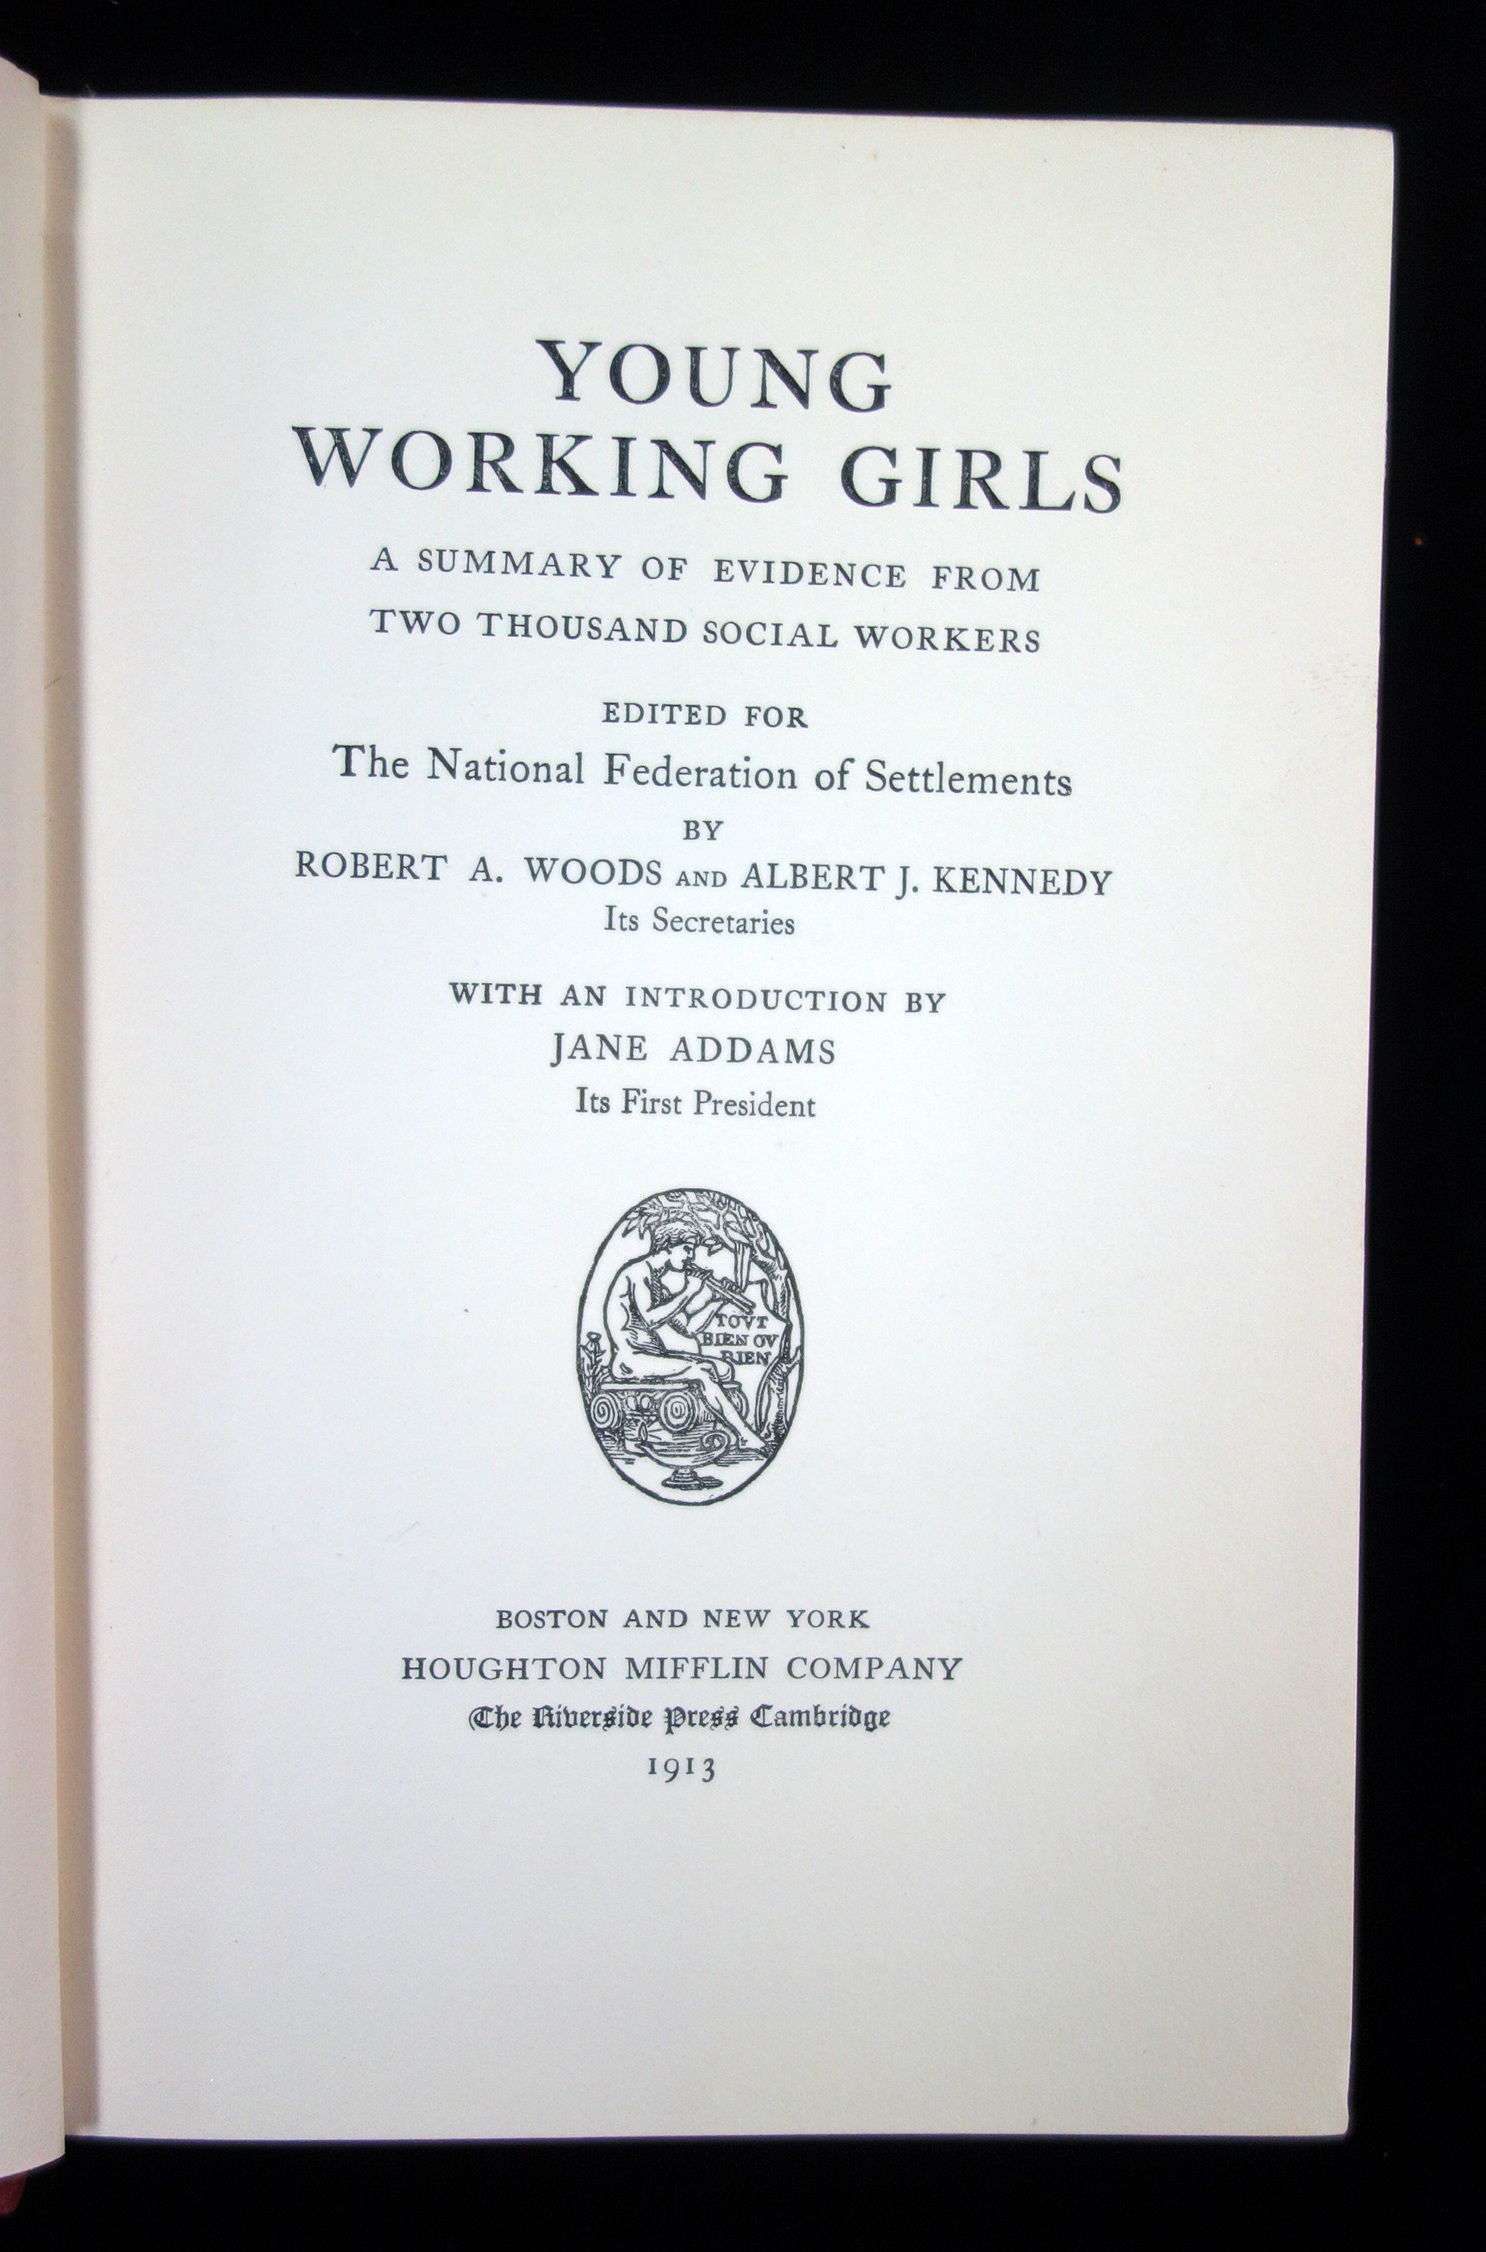 YOUNG
WORKING GIRLS
A SUMMARY OF EVIDENCE FROM
TWO THOUSAND SOCIAL WORKERS
EDITED FOR
The National Federation of Settlements
BY
ROBERT A. WOODS AND ALBERT J. KENNEDY
Its Secretaries
WITH AN INTRODUCTION BY
JANE ADDAMS
Its First President
TOVT
BIEN OV
RIEN
BOSTON AND NEW YORK
HOUGHTON MIFFLIN COMPANY
The Riverside Press Cambridge
1913